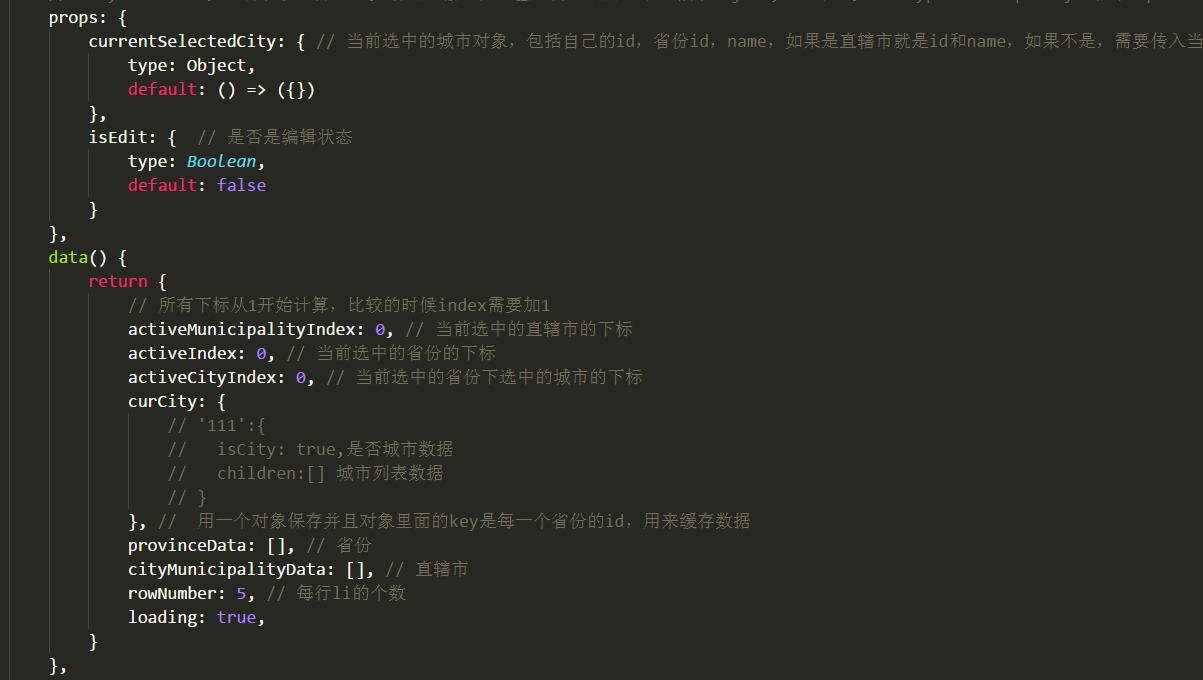 props: {
currentSelectedCity: { // 当前选中的城市对象，包括自己的id，省份id，name，如果是直辖市就是id和name，如果不是，需要传入当
type: Object,
default: () => ({})
},
isEdit: { // 是否是编辑状态
type: Boolean,
default: false
}
},
data() {
return {
// 所有下标从1开始计算，比较的时候index需要加1
activeMunicipalityIndex: 0, // 当前选中的直辖市的下标
activeIndex: 0, // 当前选中的省份的下标
activeCityIndex: 0, // 当前选中的省份下选中的城市的下标
curCity: {
// '111':{
//   isCity: true,是否城市数据
//   children:[] 城市列表数据
// }
}, //  用一个对象保存并且对象里面的key是每一个省份的id，用来缓存数据
provinceData: [], // 省份
cityMunicipalityData: [], // 直辖市
rowNumber: 5, // 每行li的个数
loading: true,
}
},